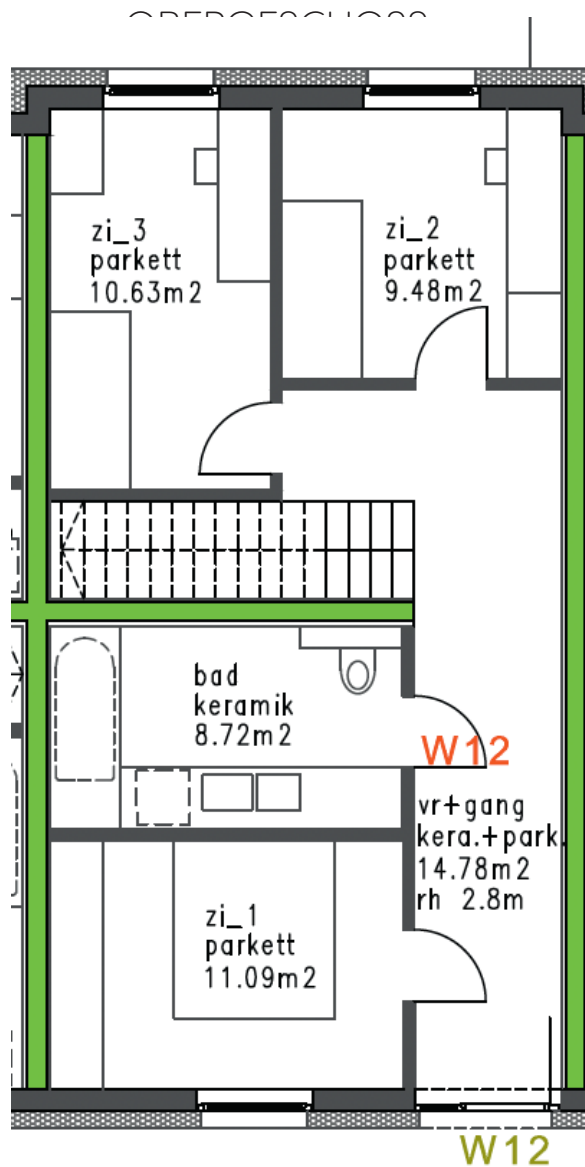 OBERGESCHOSS
zi_3
parkett
10.63m2
zi_2
parkett
9.48m2
bad
keramik
8.72m2
W12
vr+gang
kera.+park.
14.78m2
rh 2.8m
zi_1
parkett
11.09m2
W12